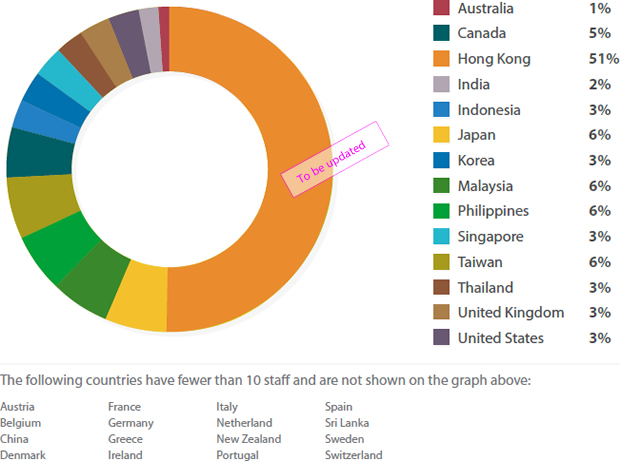 Australia 1%
Canada 5%
Hong Kong 51%
India 2%
Indonesia 3%
Japan 6%
Korea 3%
Malaysia 6%
Philippines 6%
Singapore 3%
Taiwan 6%
Thailand 3%
United Kingdom 3%
United States 3%
To be updated
The following countries have fewer than 10 staff and are not shown on the graph above:
Austria France Italy Spain
Belgium Germany Netherland Sri Lanka
China Greece New Zealand Sweden
Denmark Ireland Portugal Switzerland